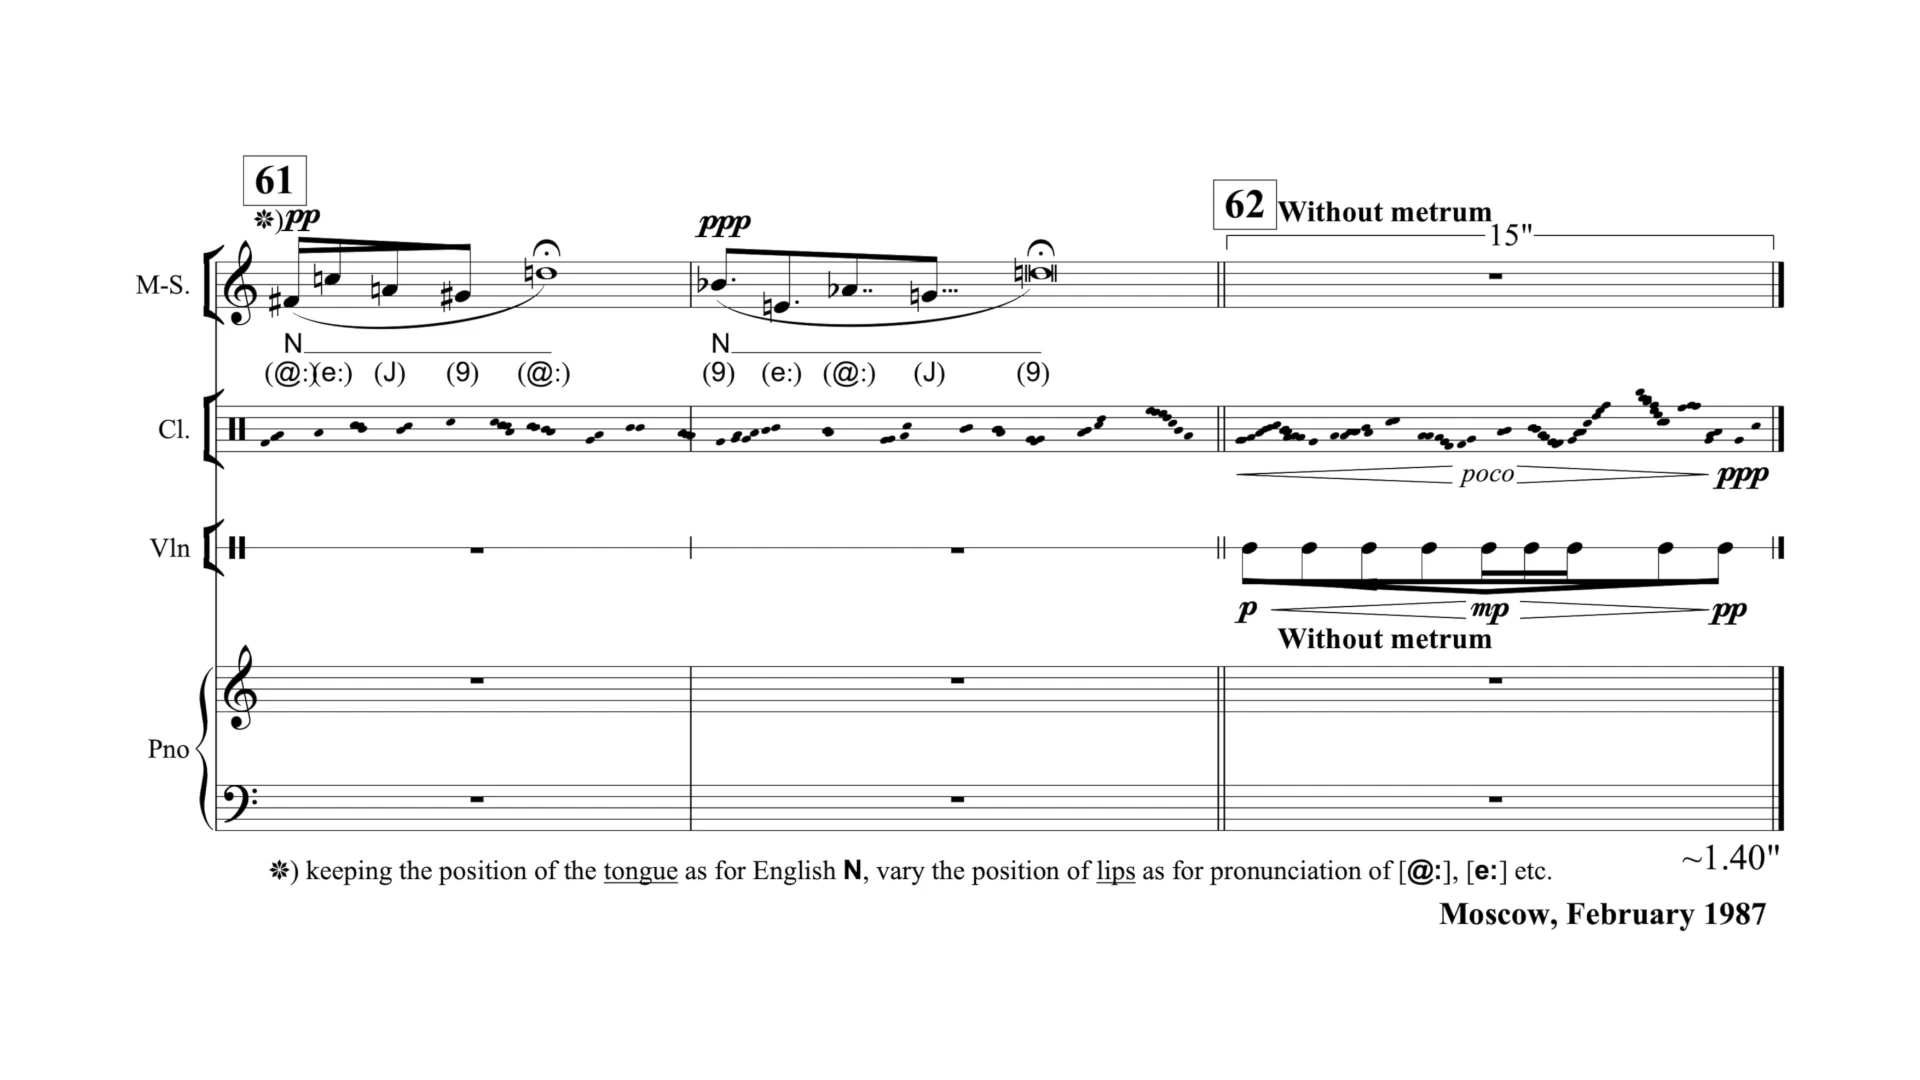 61
62 Without metrum
✽) pp
ppp
15"
M-S.
N N
(@:) (e:) (J) (9) (@:) (9) (e:) (@:) (J) (9)
Cl.
poco ppp
Vln
p mp pp
Without metrum
Pno
✽) keeping the position of the tongue as for English N, vary the position of lips as for pronunciation of [@:], [e:] etc.
~1.40"
Moscow, February 1987